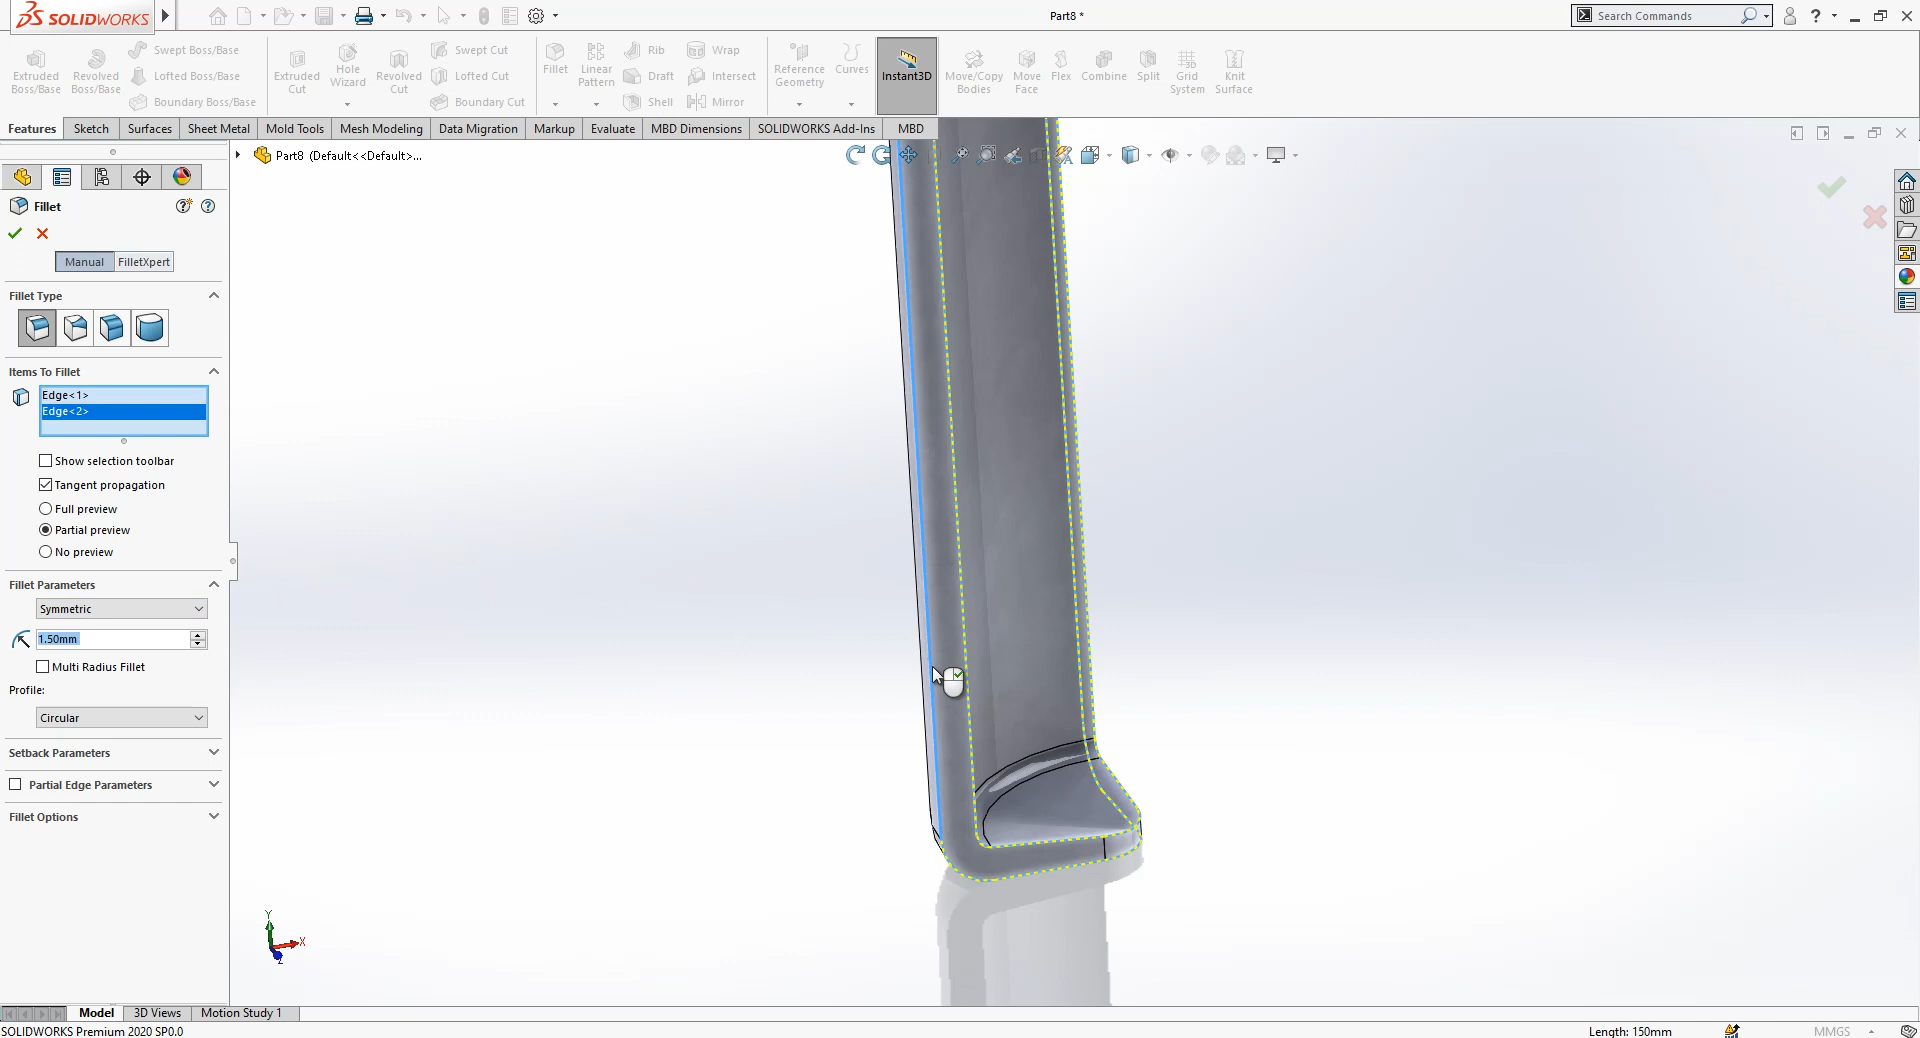 SOLIDWORKS
Part8 *
Search Commands
Extruded Boss/Base
Revolved Boss/Base
Swept Boss/Base
Lofted Boss/Base
Boundary Boss/Base
Extruded Cut
Hole Wizard
Revolved Cut
Swept Cut
Lofted Cut
Boundary Cut
Fillet
Linear Pattern
Rib
Draft
Shell
Wrap
Intersect
Mirror
Reference Geometry
Curves
Instant3D
Move/Copy Bodies
Move Face
Flex
Combine
Split
Grid System
Knit Surface
Features
Sketch
Surfaces
Sheet Metal
Mold Tools
Mesh Modeling
Data Migration
Markup
Evaluate
MBD Dimensions
SOLIDWORKS Add-Ins
MBD
Part8 (Default<<Default>...
Fillet
Manual
FilletXpert
Fillet Type
Items To Fillet
Edge<1>
Edge<2>
Show selection toolbar
Tangent propagation
Full preview
Partial preview
No preview
Fillet Parameters
Symmetric
1.50mm
Multi Radius Fillet
Profile:
Circular
Setback Parameters
Partial Edge Parameters
Fillet Options
Y
X
Z
Model
3D Views
Motion Study 1
SOLIDWORKS Premium 2020 SP0.0
Length: 150mm
MMGS